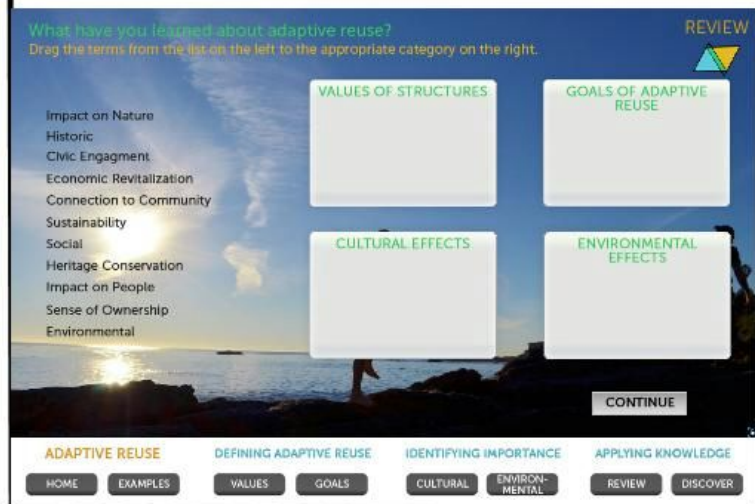 What have you learned about adaptive reuse?
REVIEW
Drag the terms from the list on the left to the appropriate category on the right.
Impact on Nature
Historic
Civic Engagment
Economic Revitalization
Connection to Community
Sustainability
Social
Heritage Conservation
Impact on People
Sense of Ownership
Environmental
VALUES OF STRUCTURES
GOALS OF ADAPTIVE
REUSE
CULTURAL EFFECTS
ENVIRONMENTAL
EFFECTS
CONTINUE
ADAPTIVE REUSE
DEFINING ADAPTIVE REUSE
IDENTIFYING IMPORTANCE
APPLYING KNOWLEDGE
HOME
EXAMPLES
VALUES
GOALS
CULTURAL
ENVIRON-
MENTAL
REVIEW
DISCOVER